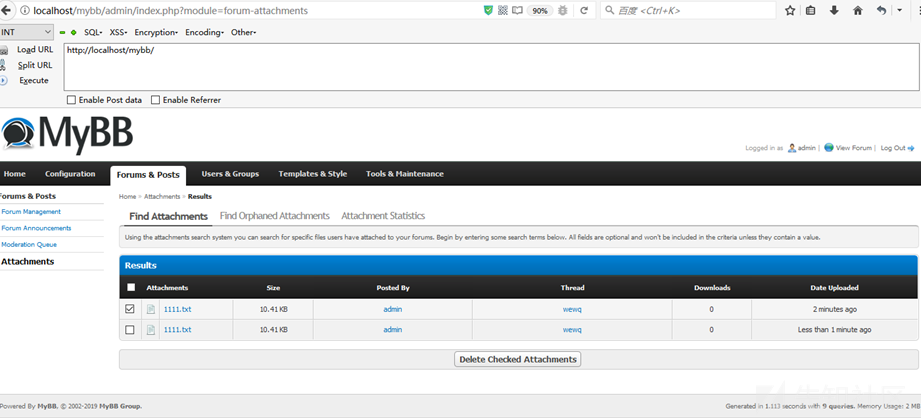 localhost/mybb/admin/index.php?module=forum-attachments 90% 百度 <Ctrl+K>
INT SQL XSS Encryption Encoding Other
Load URL http://localhost/mybb/
Split URL
Execute
Enable Post data Enable Referrer
MyBB
Logged in as admin | View Forum | Log Out
Home Configuration Forums & Posts Users & Groups Templates & Style Tools & Maintenance
Forums & Posts
Forum Management
Forum Announcements
Moderation Queue
Attachments
Home » Attachments » Results
Find Attachments Find Orphaned Attachments Attachment Statistics
Using the attachments search system you can search for specific files users have attached to your forums. Begin by entering some search terms below. All fields are optional and won't be included in the criteria unless they contain a value.
Results
Attachments Size Posted By Thread Downloads Date Uploaded
1111.txt 10.41 KB admin wewq 0 2 minutes ago
1111.txt 10.41 KB admin wewq 0 Less than 1 minute ago
Delete Checked Attachments
Powered By MyBB, © 2002-2019 MyBB Group. Generated in 1.113 seconds with 9 queries. Memory Usage: 2 MB